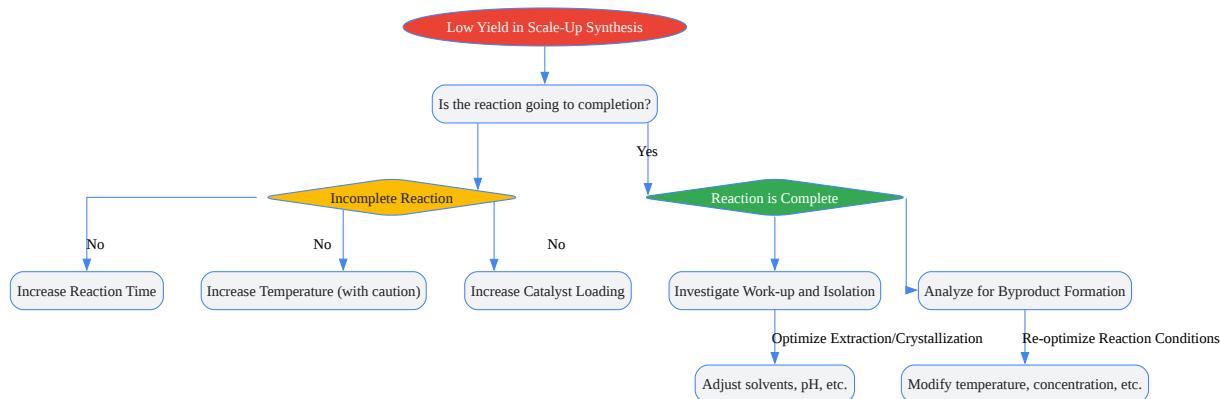 Low Yield in Scale-Up Synthesis
Is the reaction going to completion?
Yes
Incomplete Reaction
Reaction is Complete
No
No
No
Increase Reaction Time
Increase Temperature (with caution)
Increase Catalyst Loading
Investigate Work-up and Isolation
Analyze for Byproduct Formation
Optimize Extraction/Crystallization
Re-optimize Reaction Conditions
Adjust solvents, pH, etc.
Modify temperature, concentration, etc.